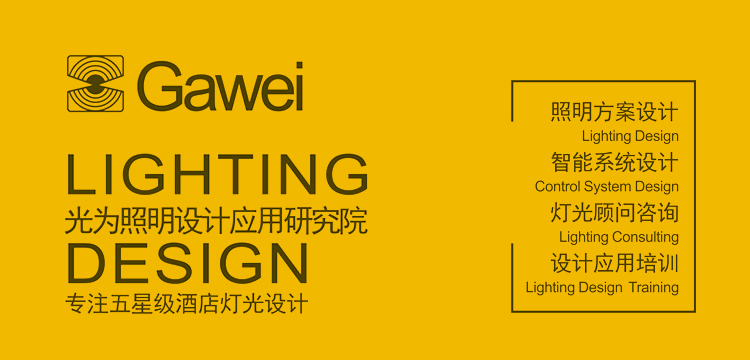 Gawei
LIGHTING
光为照明设计应用研究院
DESIGN
专注五星级酒店灯光设计
照明方案设计
Lighting Design
智能系统设计
Control System Design
灯光顾问咨询
Lighting Consulting
设计应用培训
Lighting Design Training